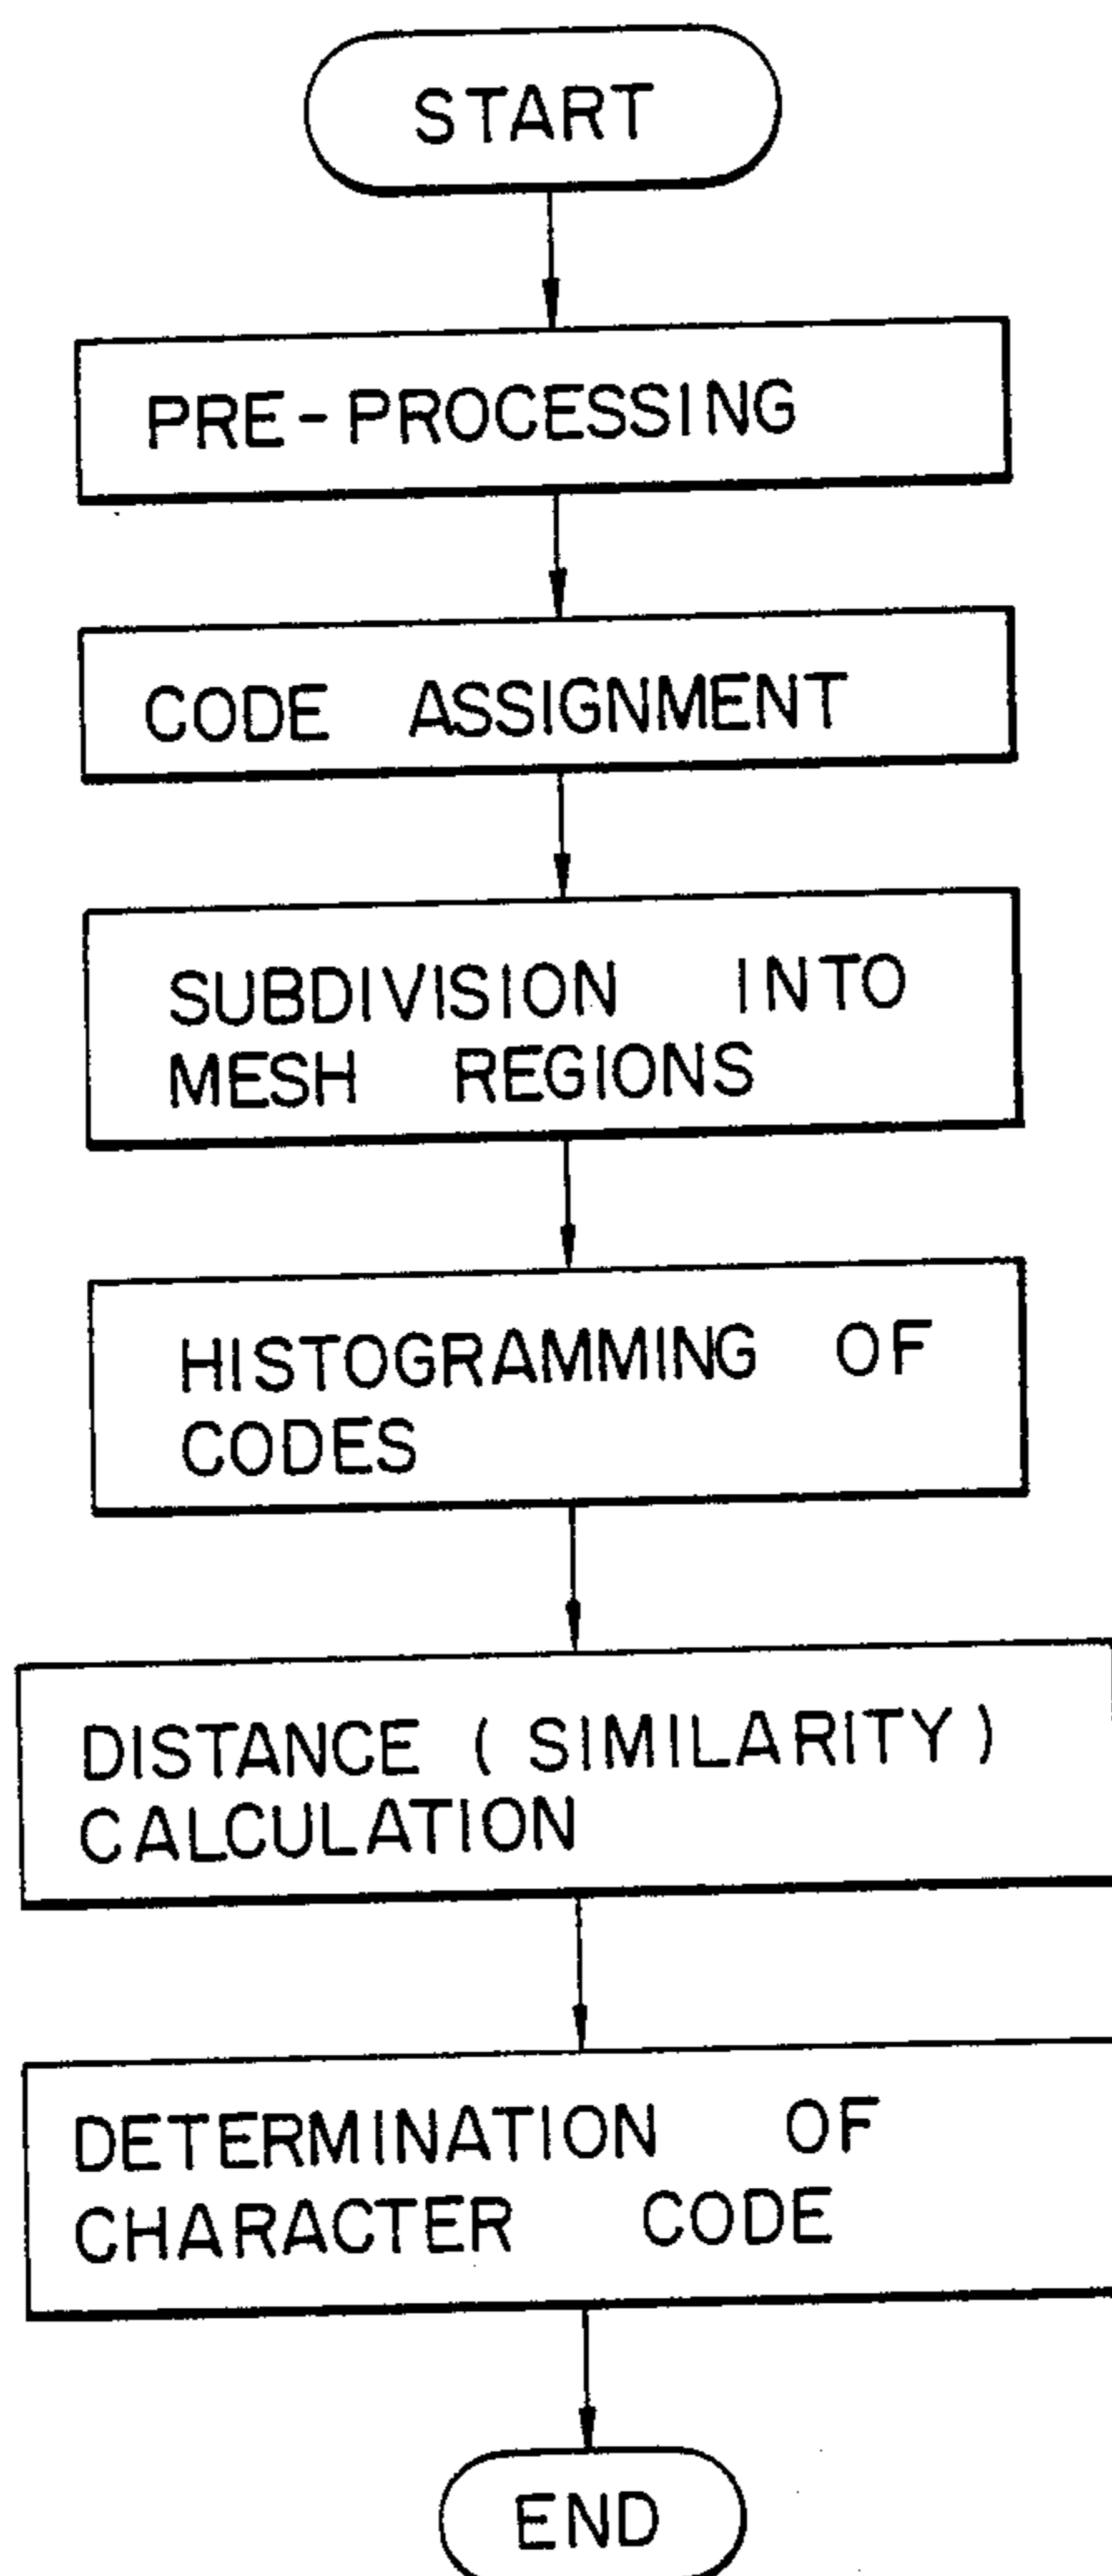 START
PRE-PROCESSING
CODE ASSIGNMENT
SUBDIVISION INTO
MESH REGIONS
HISTOGRAMMING OF
CODES
DISTANCE (SIMILARITY)
CALCULATION
DETERMINATION OF
CHARACTER CODE
END